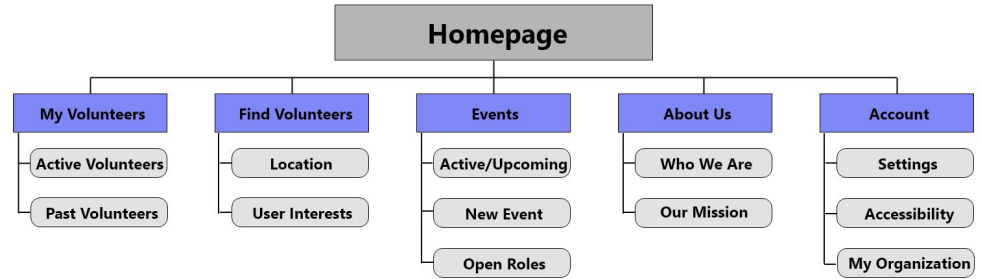 Homepage
My Volunteers
Find Volunteers
Events
About Us
Account
Active Volunteers
Location
Active/Upcoming
Who We Are
Settings
Past Volunteers
User Interests
New Event
Our Mission
Accessibility
Open Roles
My Organization